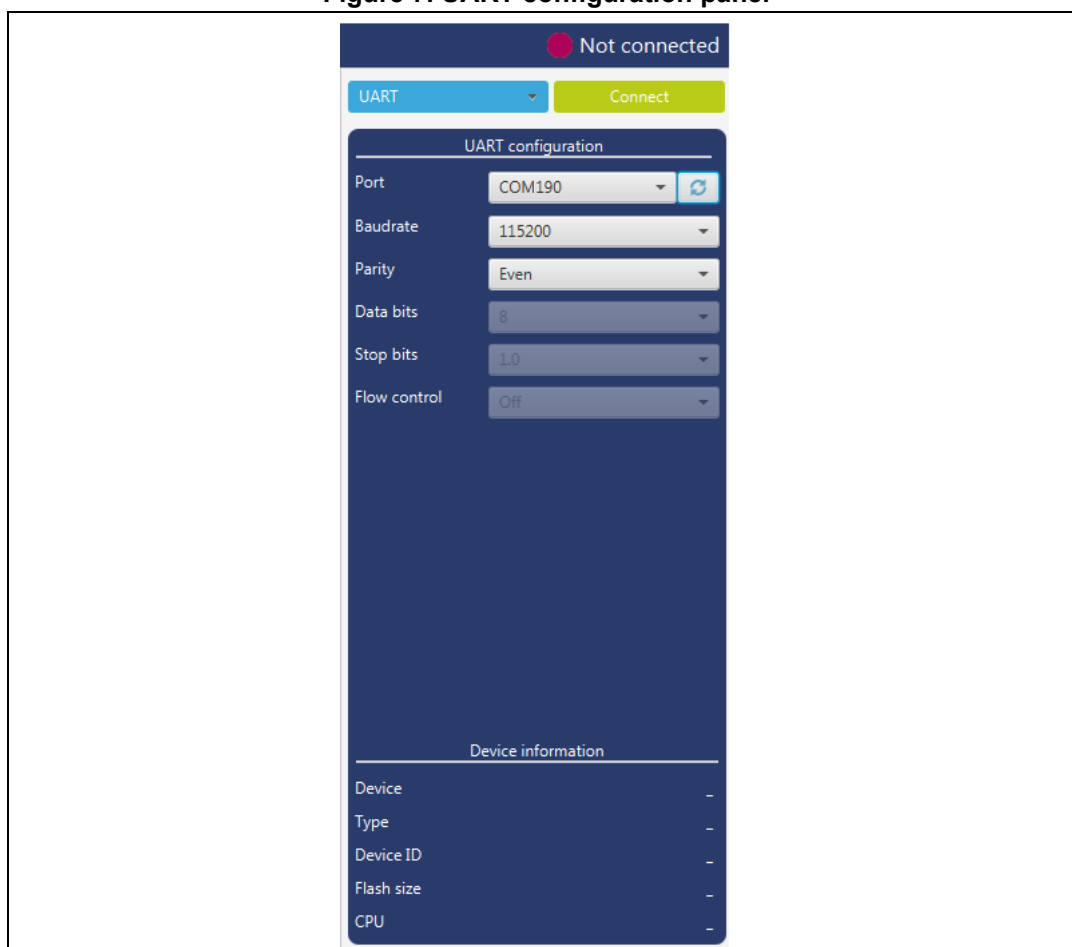 Not connected
UART Connect
UART configuration
Port COM190
Baudrate 115200
Parity Even
Data bits 8
Stop bits 1.0
Flow control Off
Device information
Device -
Type -
Device ID -
Flash size -
CPU -